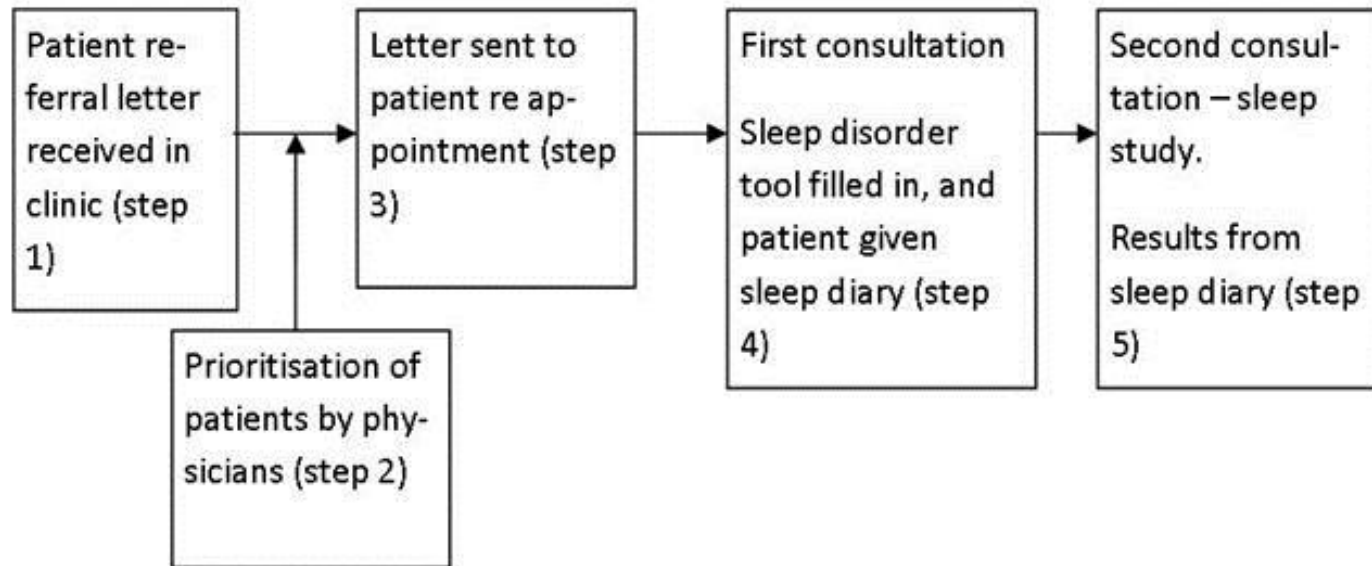 Patient re-
ferral letter
received in
clinic (step
1)
Prioritisation of
patients by phy-
sicians (step 2)
Letter sent to
patient re ap-
pointment (step
3)
First consultation
Sleep disorder
tool filled in, and
patient given
sleep diary (step
4)
Second consul-
tation – sleep
study.
Results from
sleep diary (step
5)